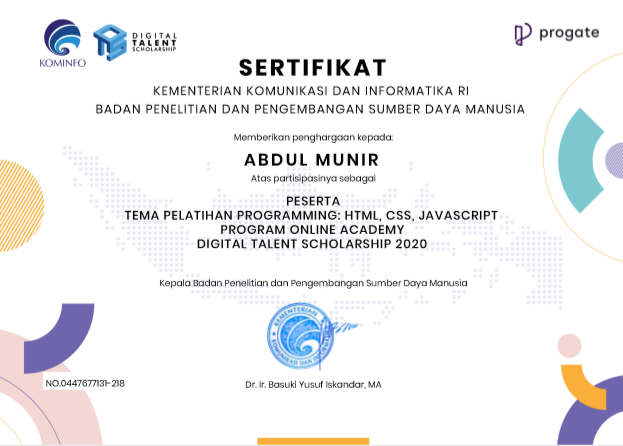 KOMINFO
DIGITAL
TALENT
SCHOLARSHIP
progate
SERTIFIKAT
KEMENTERIAN KOMUNIKASI DAN INFORMATIKA RI
BADAN PENELITIAN DAN PENGEMBANGAN SUMBER DAYA MANUSIA
Memberikan penghargaan kepada:
ABDUL MUNIR
Atas partisipasinya sebagai
PESERTA
TEMA PELATIHAN PROGRAMMING: HTML, CSS, JAVASCRIPT
PROGRAM ONLINE ACADEMY
DIGITAL TALENT SCHOLARSHIP 2020
Kepala Badan Penelitian dan Pengembangan Sumber Daya Manusia
KEMENTERIAN
KOMUNIKASI DAN INFORMATIKA
NO.0447677131-218
Dr. Ir. Basuki Yusuf Iskandar, MA